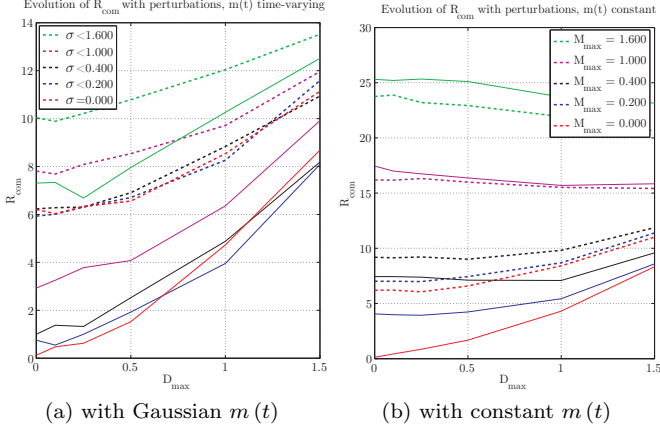 Evolution of R_com with perturbations, m(t) time-varying
14
12
10
8
6
4
2
0
R_com
σ <1.600
σ <1.000
σ <0.400
σ <0.200
σ =0.000
0
0.5
1
1.5
D_max
(a) with Gaussian m (t)
Evolution of R_com with perturbations, m(t) constant
30
25
20
15
10
5
0
R_com
M_max = 1.600
M_max = 1.000
M_max = 0.400
M_max = 0.200
M_max = 0.000
0
0.5
1
1.5
D_max
(b) with constant m (t)